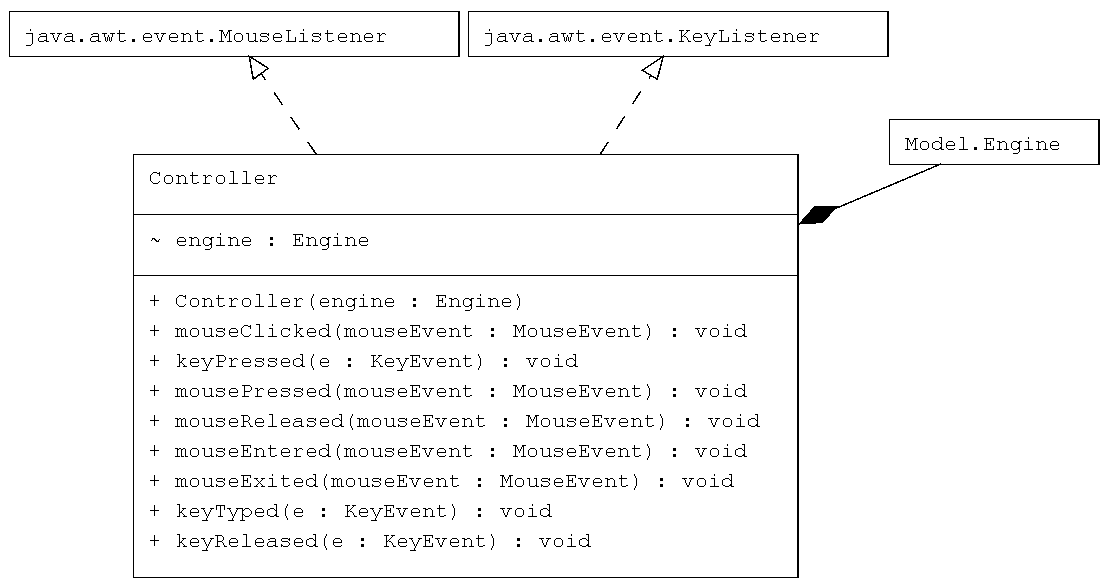 java.awt.event.MouseListener
java.awt.event.KeyListener
Model.Engine
Controller
~ engine : Engine
+ Controller(engine : Engine)
+ mouseClicked(mouseEvent : MouseEvent) : void
+ keyPressed(e : KeyEvent) : void
+ mousePressed(mouseEvent : MouseEvent) : void
+ mouseReleased(mouseEvent : MouseEvent) : void
+ mouseEntered(mouseEvent : MouseEvent) : void
+ mouseExited(mouseEvent : MouseEvent) : void
+ keyTyped(e : KeyEvent) : void
+ keyReleased(e : KeyEvent) : void